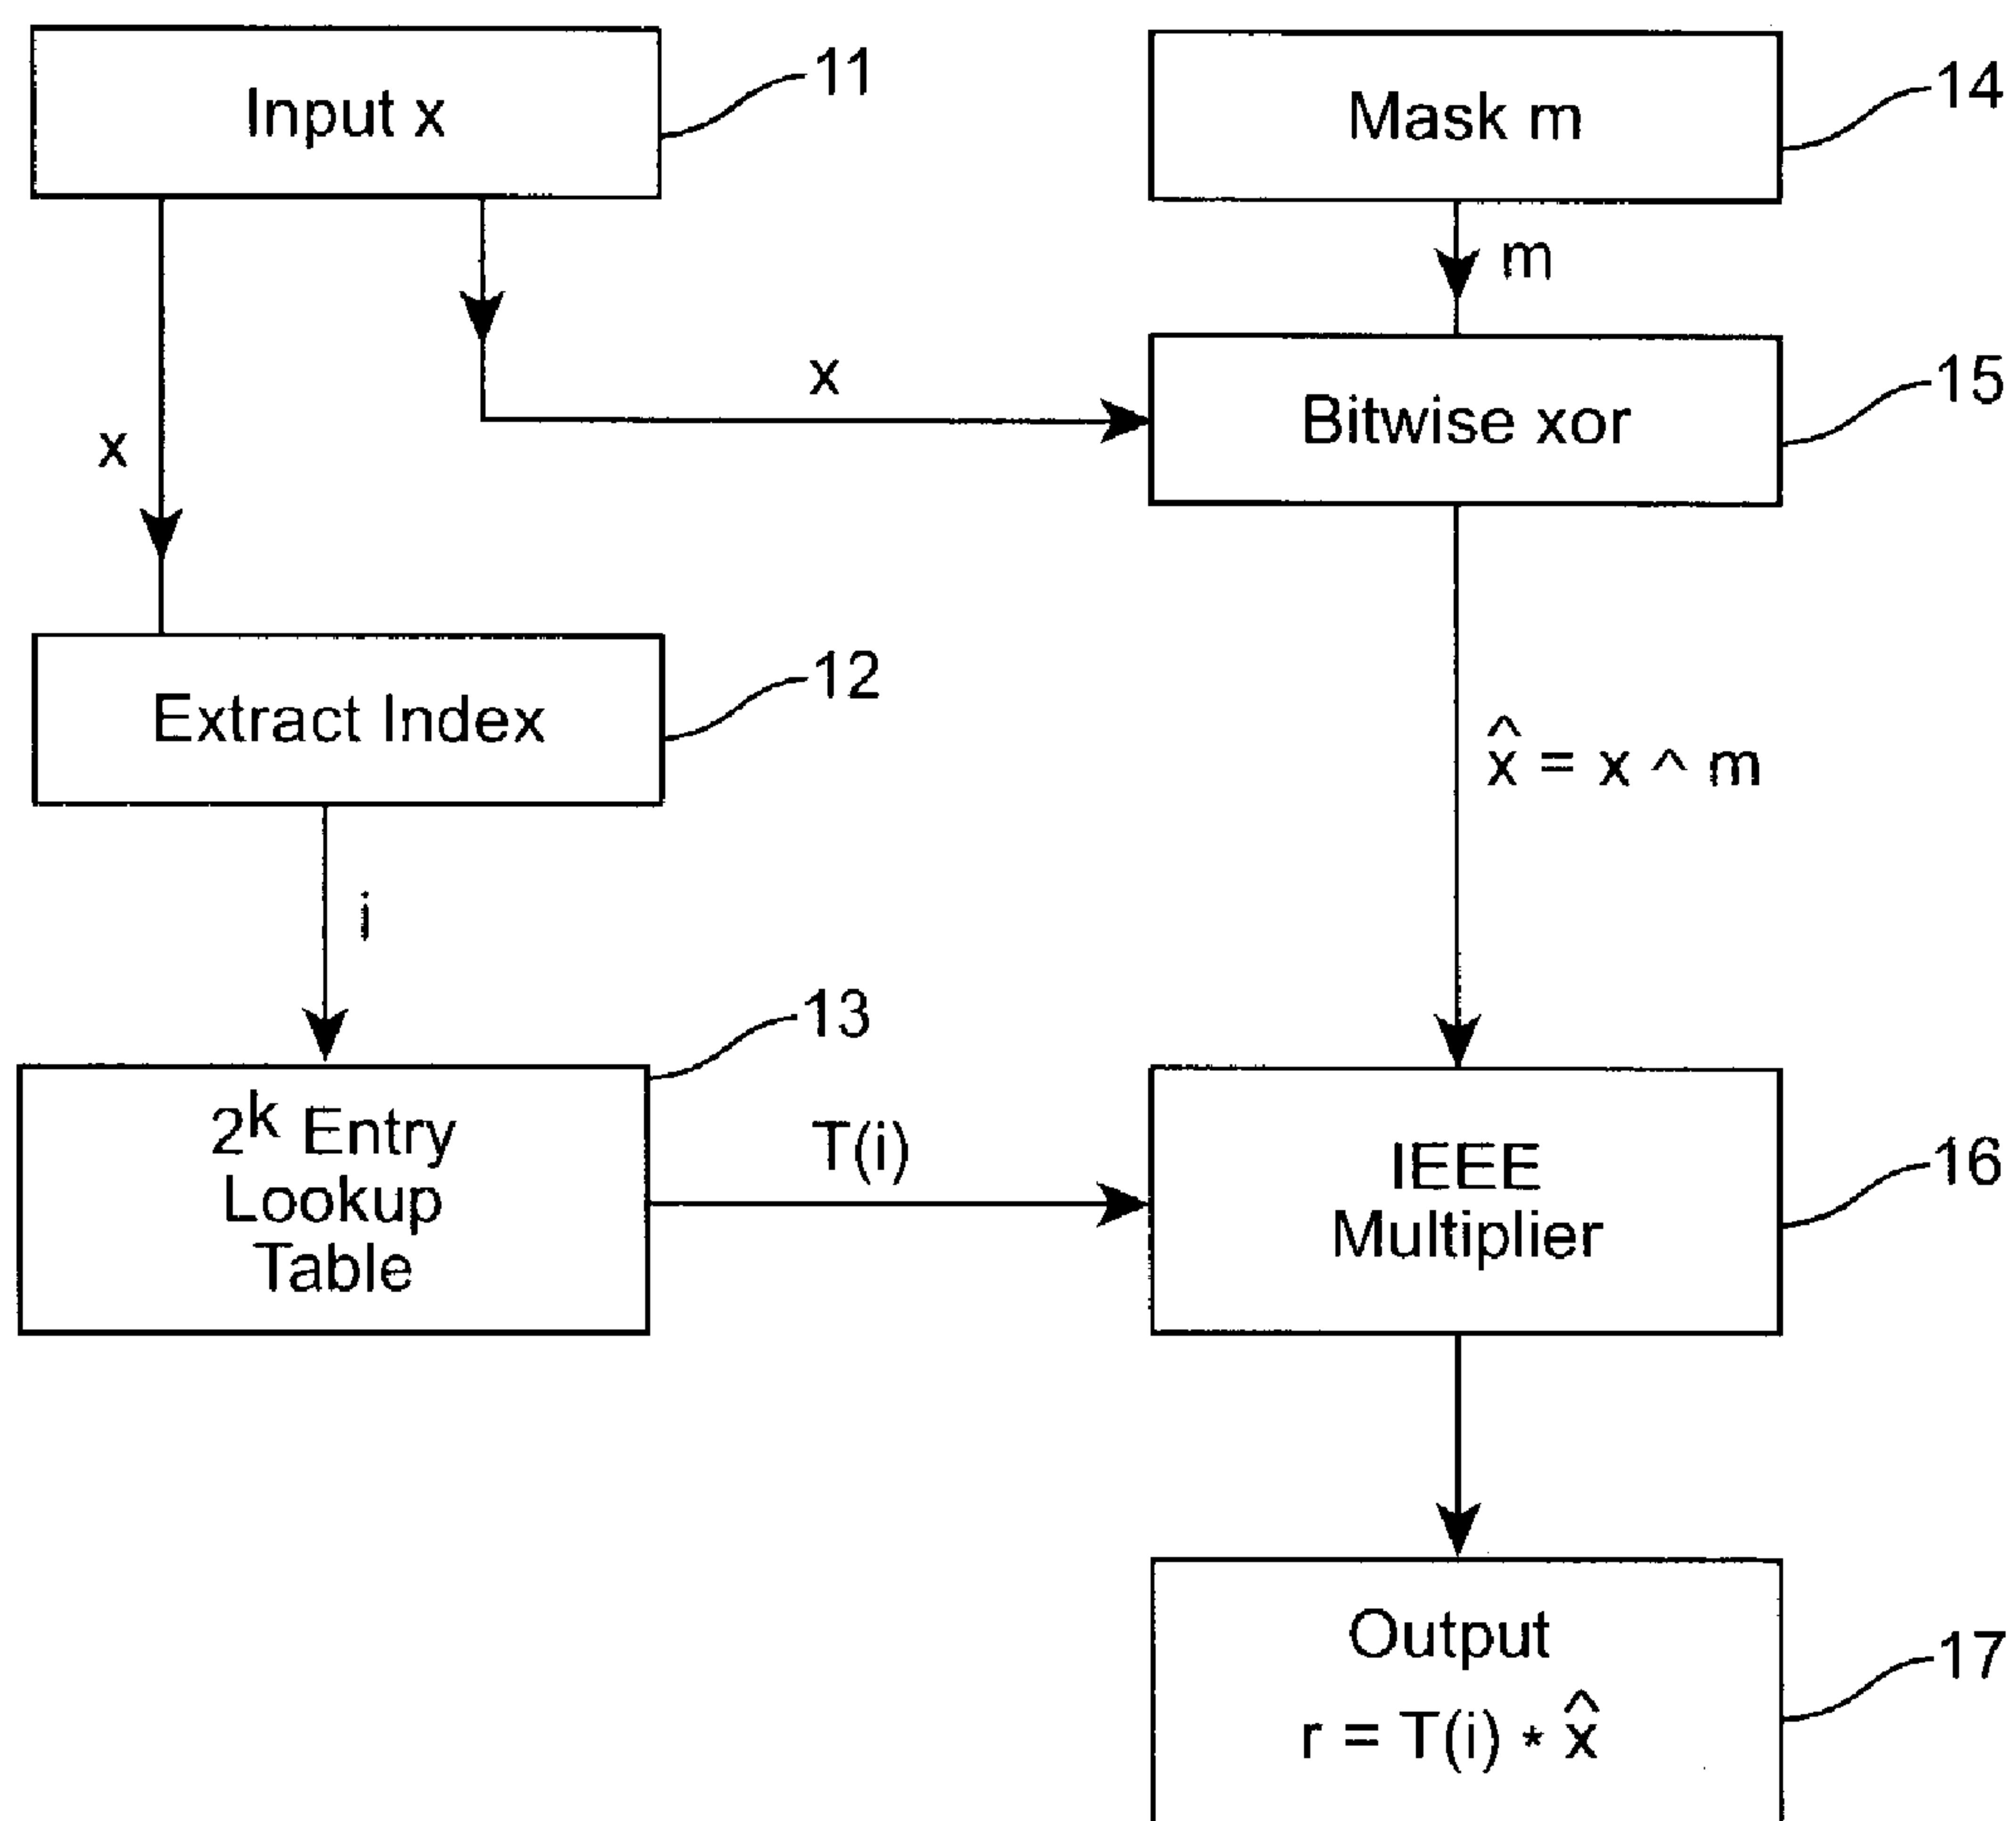 Input x
11
Mask m
14
m
x
Bitwise xor
15
x
Extract Index
12
x̂ = x ^ m
i
13
2^k Entry
Lookup
Table
T(i)
IEEE
Multiplier
16
Output
r = T(i) * x̂
17